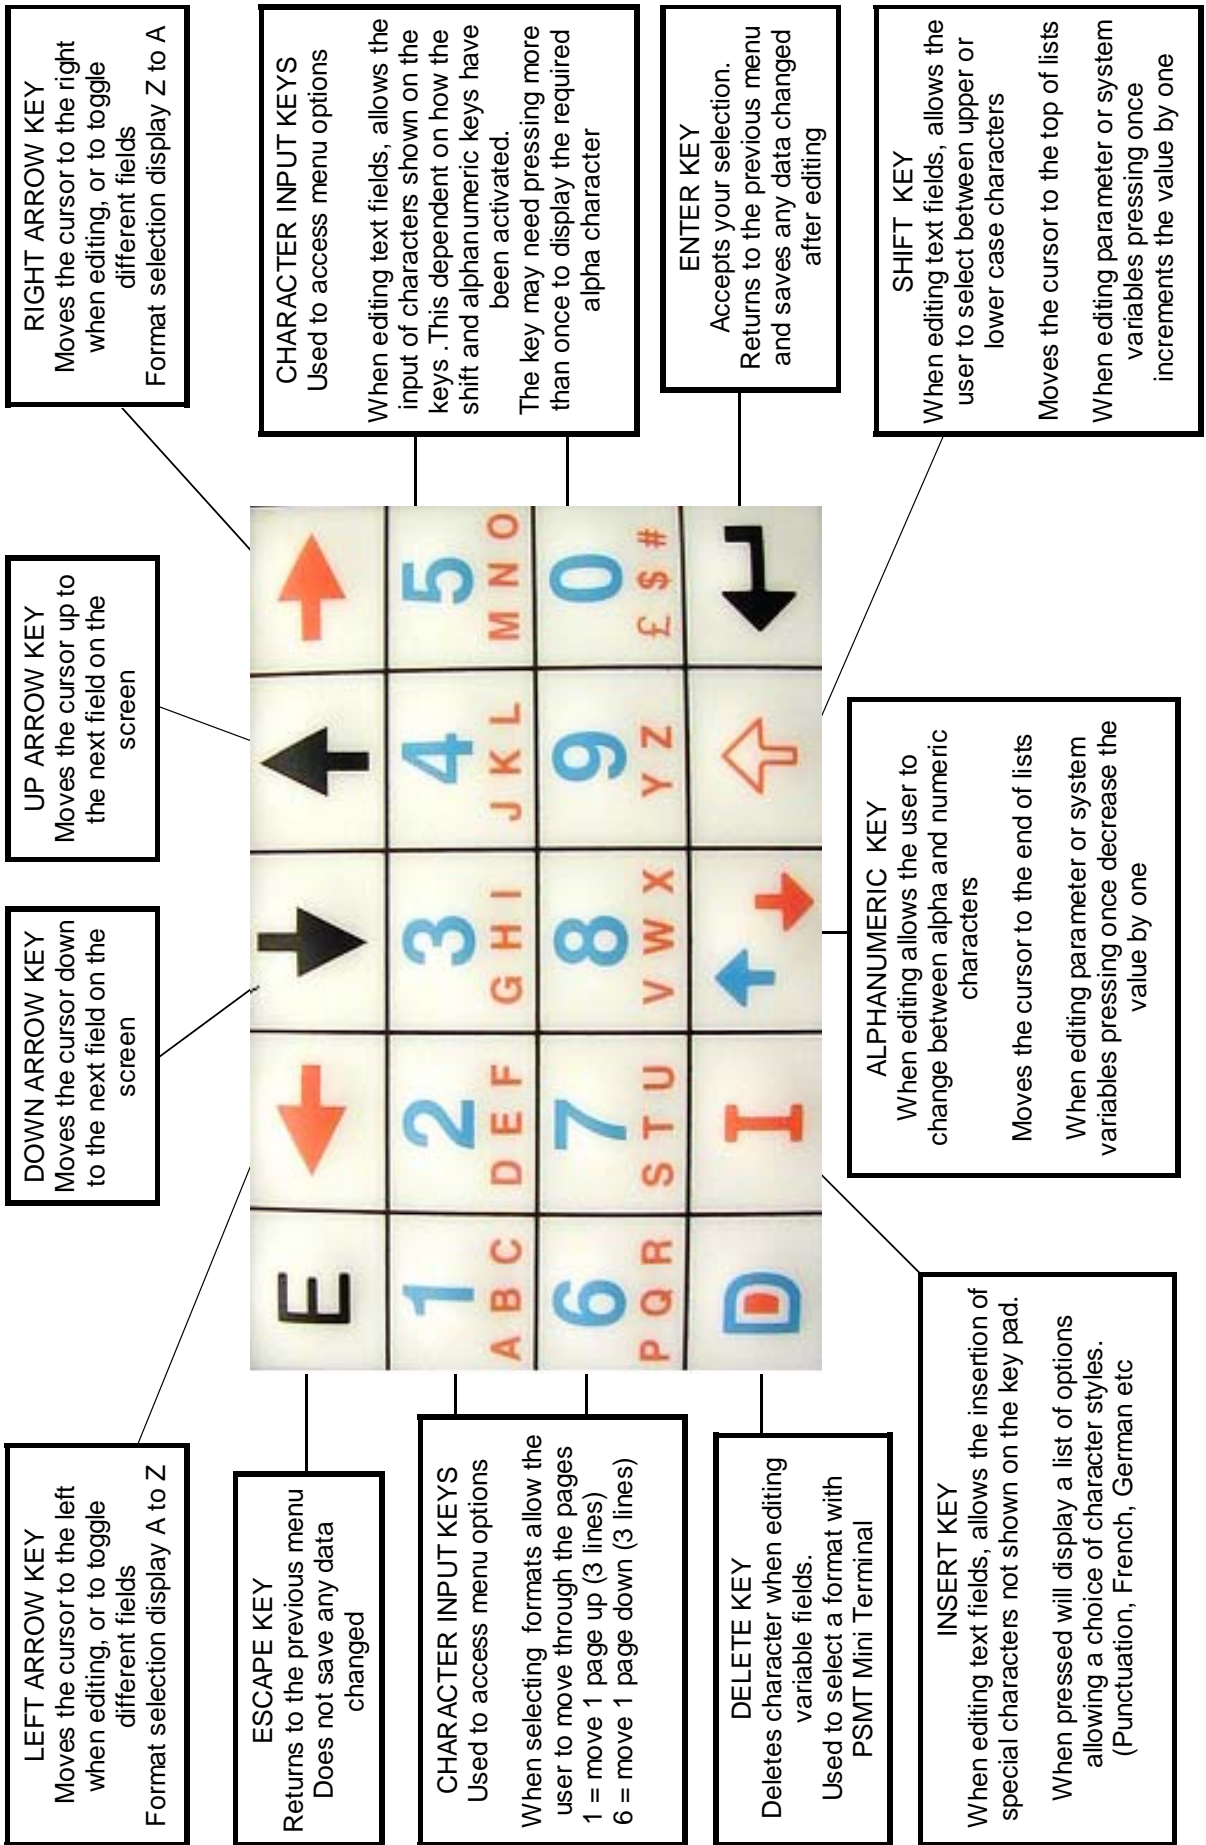 LEFT ARROW KEY
Moves the cursor to the left
when editing, or to toggle
different fields
Format selection display A to Z
DOWN ARROW KEY
Moves the cursor down
to the next field on the
screen
UP ARROW KEY
Moves the cursor up to
the next field on the
screen
RIGHT ARROW KEY
Moves the cursor to the right
when editing, or to toggle
different fields
Format selection display Z to A
ESCAPE KEY
Returns to the previous menu
Does not save any data
changed
CHARACTER INPUT KEYS
Used to access menu options
When selecting formats allow the
user to move through the pages
1 = move 1 page up (3 lines)
6 = move 1 page down (3 lines)
DELETE KEY
Deletes character when editing
variable fields.
Used to select a format with
PSMT Mini Terminal
E
1 2 3 4 5
A B C D E F G H I J K L M N O
6 7 8 9 0
P Q R S T U V W X Y Z £ $ #
D I
CHARACTER INPUT KEYS
Used to access menu options
When editing text fields, allows the
input of characters shown on the
keys .This dependent on how the
shift and alphanumeric keys have
been activated.
The key may need pressing more
than once to display the required
alpha character
ENTER KEY
Accepts your selection.
Returns to the previous menu
and saves any data changed
after editing
INSERT KEY
When editing text fields, allows the insertion of
special characters not shown on the key pad.
When pressed will display a list of options
allowing a choice of character styles.
(Punctuation, French, German etc
ALPHANUMERIC KEY
When editing allows the user to
change between alpha and numeric
characters
Moves the cursor to the end of lists
When editing parameter or system
variables pressing once decrease the
value by one
SHIFT KEY
When editing text fields, allows the
user to select between upper or
lower case characters
Moves the cursor to the top of lists
When editing parameter or system
variables pressing once
increments the value by one